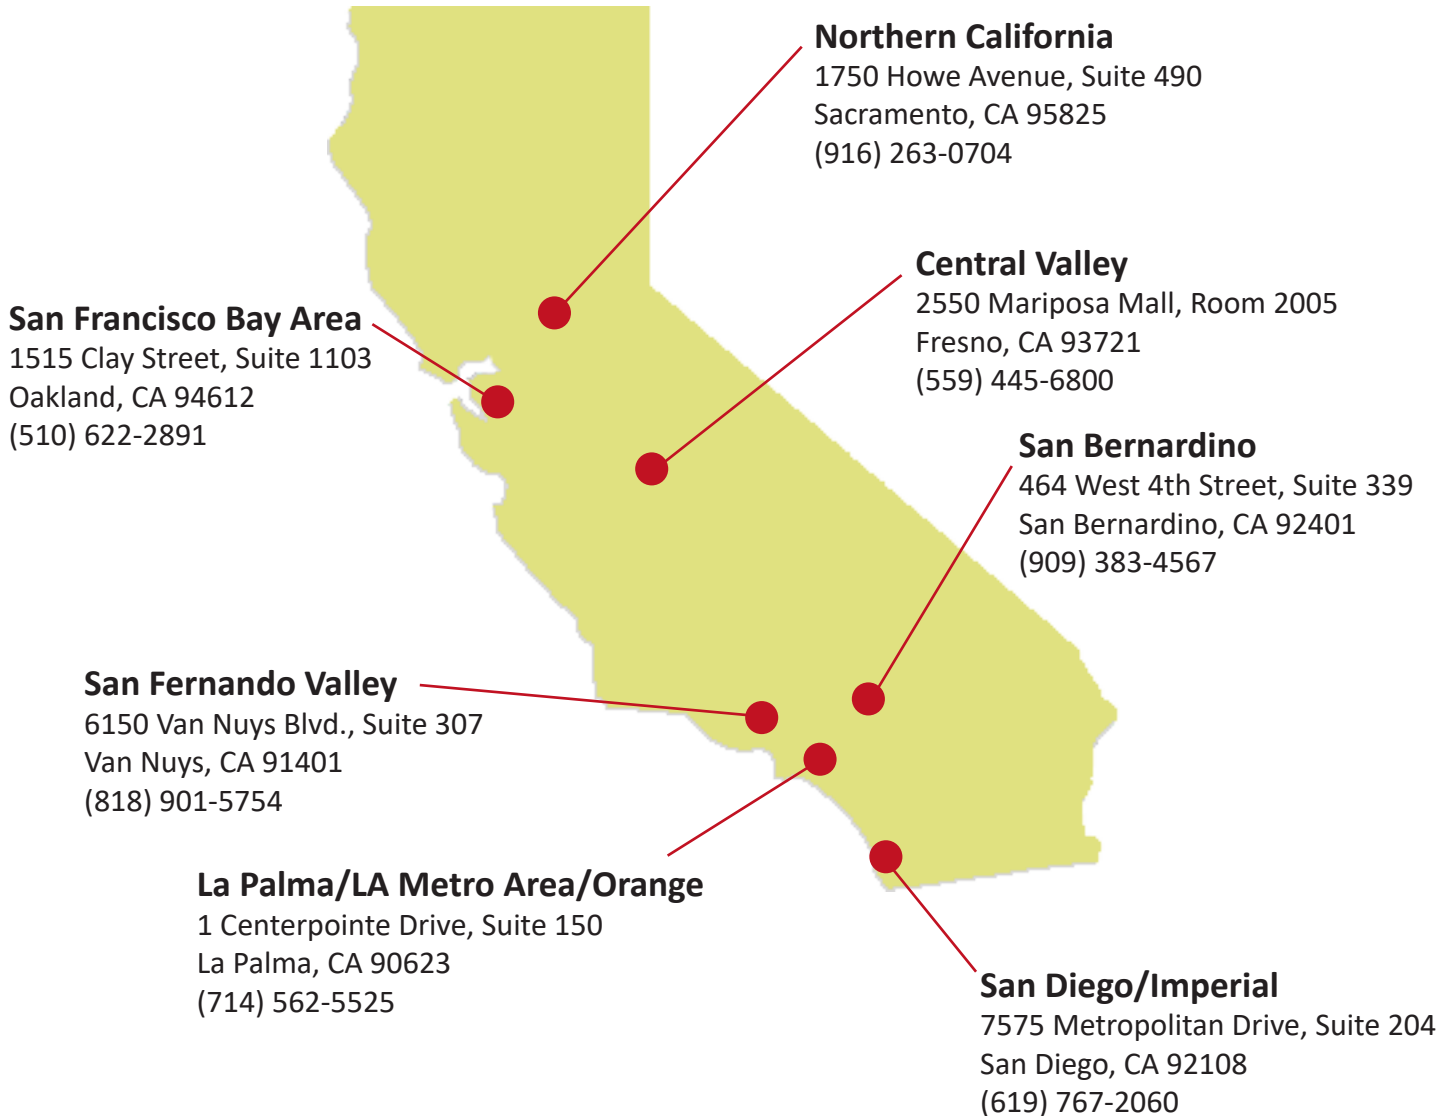 Northern California
1750 Howe Avenue, Suite 490
Sacramento, CA 95825
(916) 263-0704
Central Valley
2550 Mariposa Mall, Room 2005
Fresno, CA 93721
(559) 445-6800
San Francisco Bay Area
1515 Clay Street, Suite 1103
Oakland, CA 94612
(510) 622-2891
San Bernardino
464 West 4th Street, Suite 339
San Bernardino, CA 92401
(909) 383-4567
San Fernando Valley
6150 Van Nuys Blvd., Suite 307
Van Nuys, CA 91401
(818) 901-5754
La Palma/LA Metro Area/Orange
1 Centerpointe Drive, Suite 150
La Palma, CA 90623
(714) 562-5525
San Diego/Imperial
7575 Metropolitan Drive, Suite 204
San Diego, CA 92108
(619) 767-2060